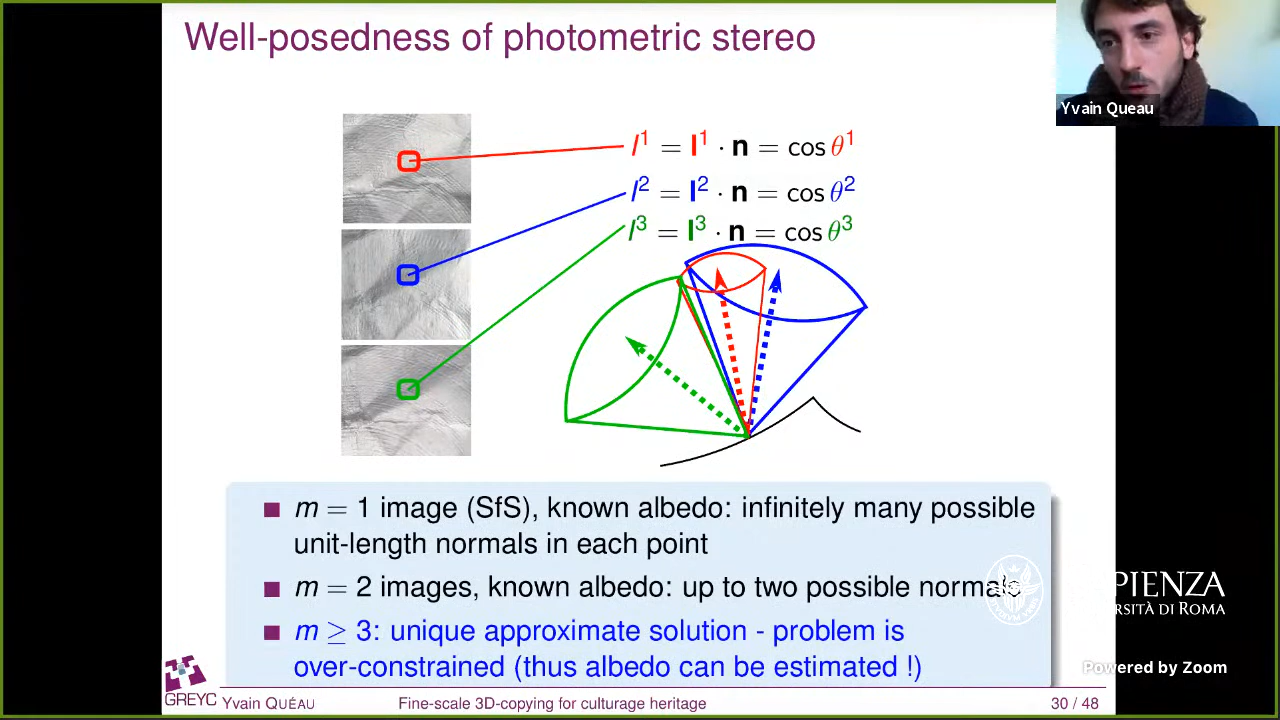 Well-posedness of photometric stereo
Yvain Queau
I¹ = l¹ · n = cos θ¹
I² = l² · n = cos θ²
I³ = l³ · n = cos θ³
m = 1 image (SfS), known albedo: infinitely many possible
unit-length normals in each point
m = 2 images, known albedo: up to two possible normals
m ≥ 3: unique approximate solution - problem is
over-constrained (thus albedo can be estimated !)
DI ROMA
Powered by Zoom
GREYC
Yvain QUÉAU
Fine-scale 3D-copying for culturage heritage
30 / 48